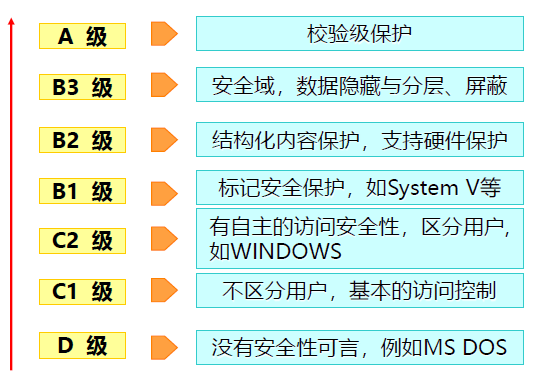 A 级
校验级保护
B3 级
安全域，数据隐藏与分层、屏蔽
B2 级
结构化内容保护，支持硬件保护
B1 级
标记安全保护，如System V等
C2 级
有自主的访问安全性，区分用户，
如WINDOWS
C1 级
不区分用户，基本的访问控制
D 级
没有安全性可言，例如MS DOS